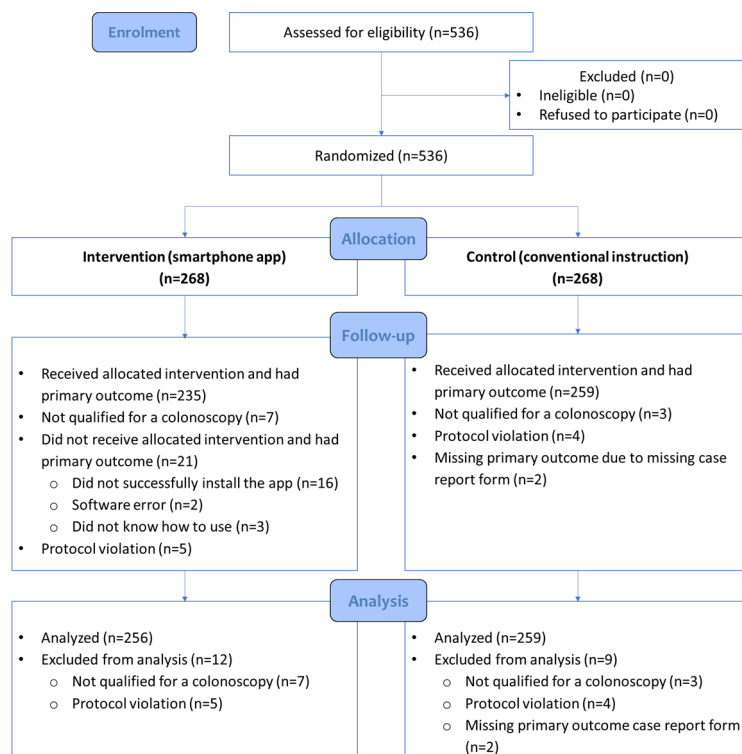 Enrolment
Assessed for eligibility (n=536)
Excluded (n=0)
• Ineligible (n=0)
• Refused to participate (n=0)
Randomized (n=536)
Allocation
Intervention (smartphone app)
(n=268)
Control (conventional instruction)
(n=268)
Follow-up
• Received allocated intervention and had
primary outcome (n=235)
• Not qualified for a colonoscopy (n=7)
• Did not receive allocated intervention and had
primary outcome (n=21)
o Did not successfully install the app (n=16)
o Software error (n=2)
o Did not know how to use (n=3)
• Protocol violation (n=5)
• Received allocated intervention and had
primary outcome (n=259)
• Not qualified for a colonoscopy (n=3)
• Protocol violation (n=4)
• Missing primary outcome due to missing case
report form (n=2)
Analysis
• Analyzed (n=256)
• Excluded from analysis (n=12)
o Not qualified for a colonoscopy (n=7)
o Protocol violation (n=5)
• Analyzed (n=259)
• Excluded from analysis (n=9)
o Not qualified for a colonoscopy (n=3)
o Protocol violation (n=4)
o Missing primary outcome case report form
(n=2)